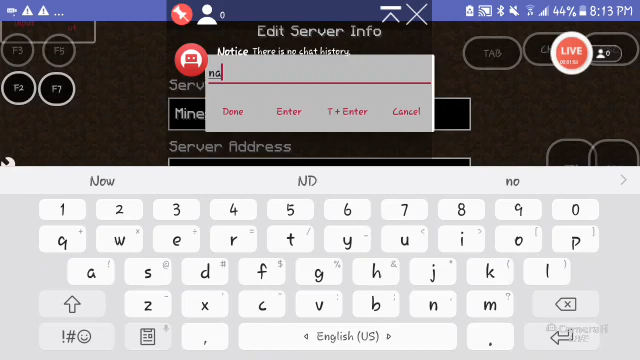 ... 0 44% 8:13 PM
Edit Server Info
F3 F5 TAB
Notice There is no chat history.
LIVE 0
na
Serv
F2 F7
Mine
Done Enter T + Enter Cancel
Server Address
Now ND no
1 2 3 4 5 6 7 8 9 0
q w e r t y u i o p
a s d f g h j k l
z x c v b n m
!#☺ , English (US) .